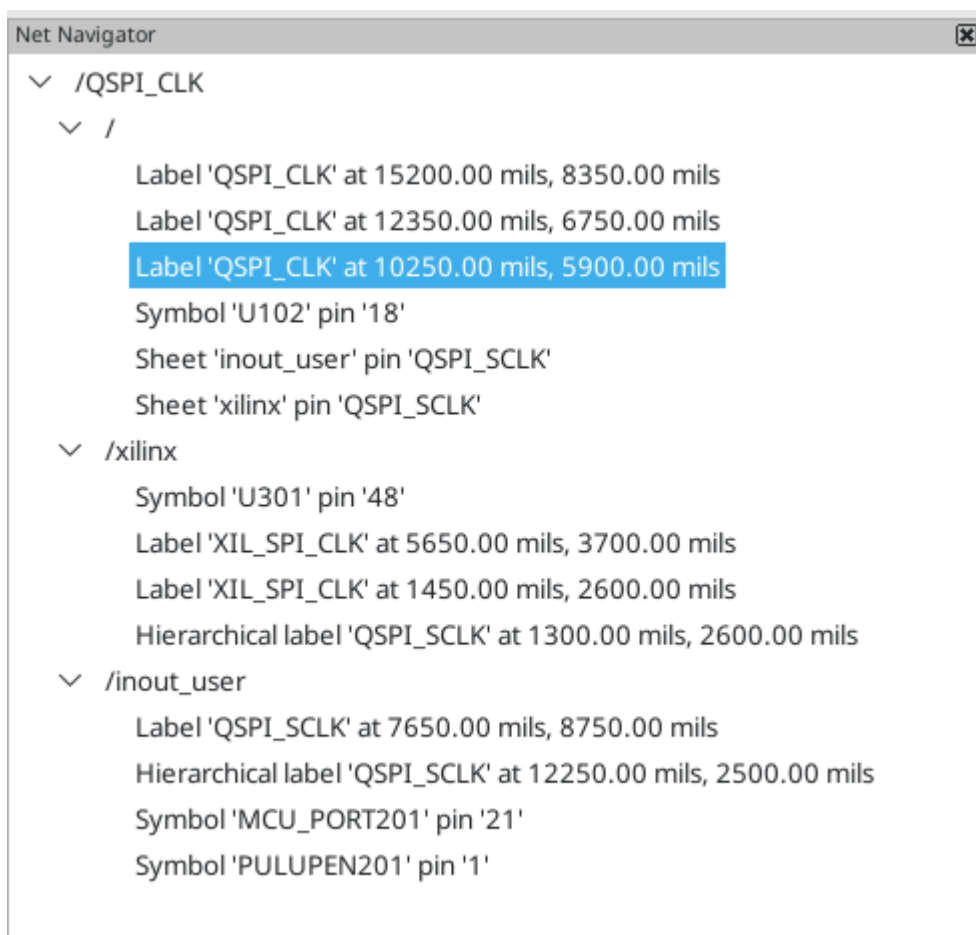 Net Navigator
/QSPI_CLK
/
Label 'QSPI_CLK' at 15200.00 mils, 8350.00 mils
Label 'QSPI_CLK' at 12350.00 mils, 6750.00 mils
Label 'QSPI_CLK' at 10250.00 mils, 5900.00 mils
Symbol 'U102' pin '18'
Sheet 'inout_user' pin 'QSPI_SCLK'
Sheet 'xilinx' pin 'QSPI_SCLK'
/xilinx
Symbol 'U301' pin '48'
Label 'XIL_SPI_CLK' at 5650.00 mils, 3700.00 mils
Label 'XIL_SPI_CLK' at 1450.00 mils, 2600.00 mils
Hierarchical label 'QSPI_SCLK' at 1300.00 mils, 2600.00 mils
/inout_user
Label 'QSPI_SCLK' at 7650.00 mils, 8750.00 mils
Hierarchical label 'QSPI_SCLK' at 12250.00 mils, 2500.00 mils
Symbol 'MCU_PORT201' pin '21'
Symbol 'PULUPEN201' pin '1'